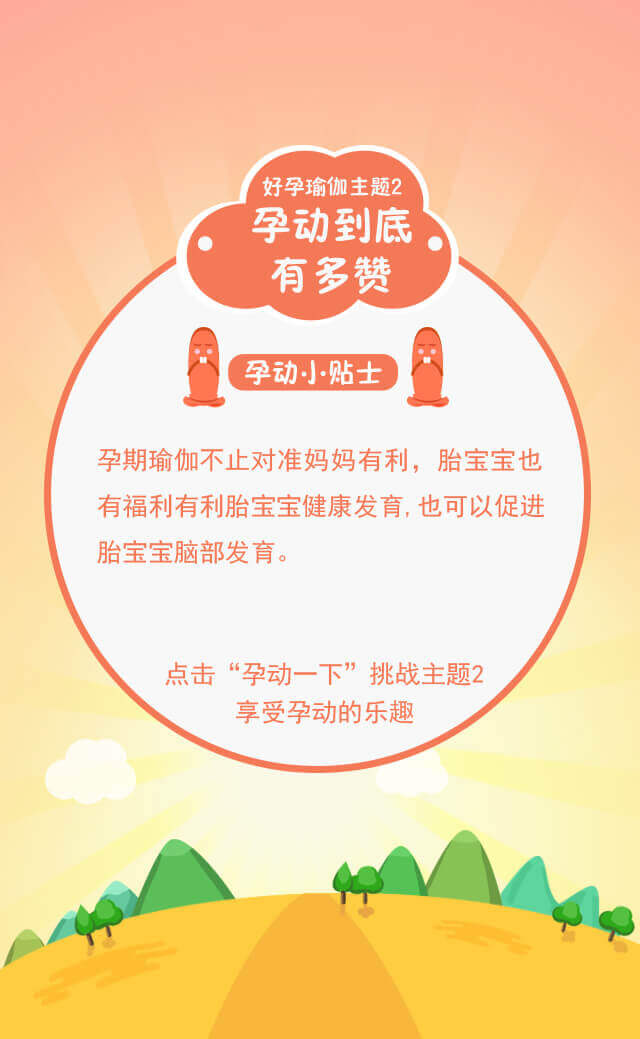 好孕瑜伽主题2
孕动到底
有多赞
孕动·小·贴士
孕期瑜伽不止对准妈妈有利，胎宝宝也
有福利有利胎宝宝健康发育,也可以促进
胎宝宝脑部发育。
点击“孕动一下”挑战主题2
享受孕动的乐趣